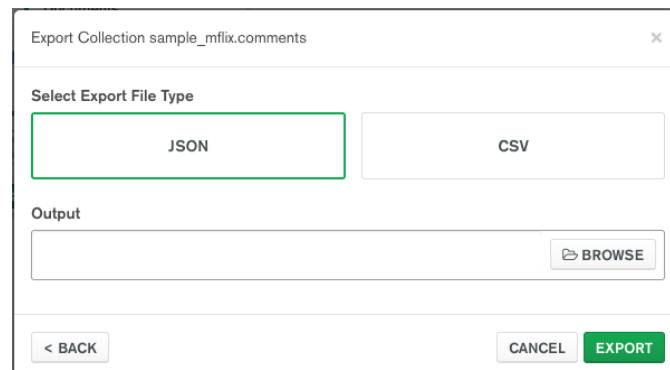 Export Collection sample_mflix.comments
×
Select Export File Type
JSON
CSV
Output
BROWSE
< BACK
CANCEL
EXPORT